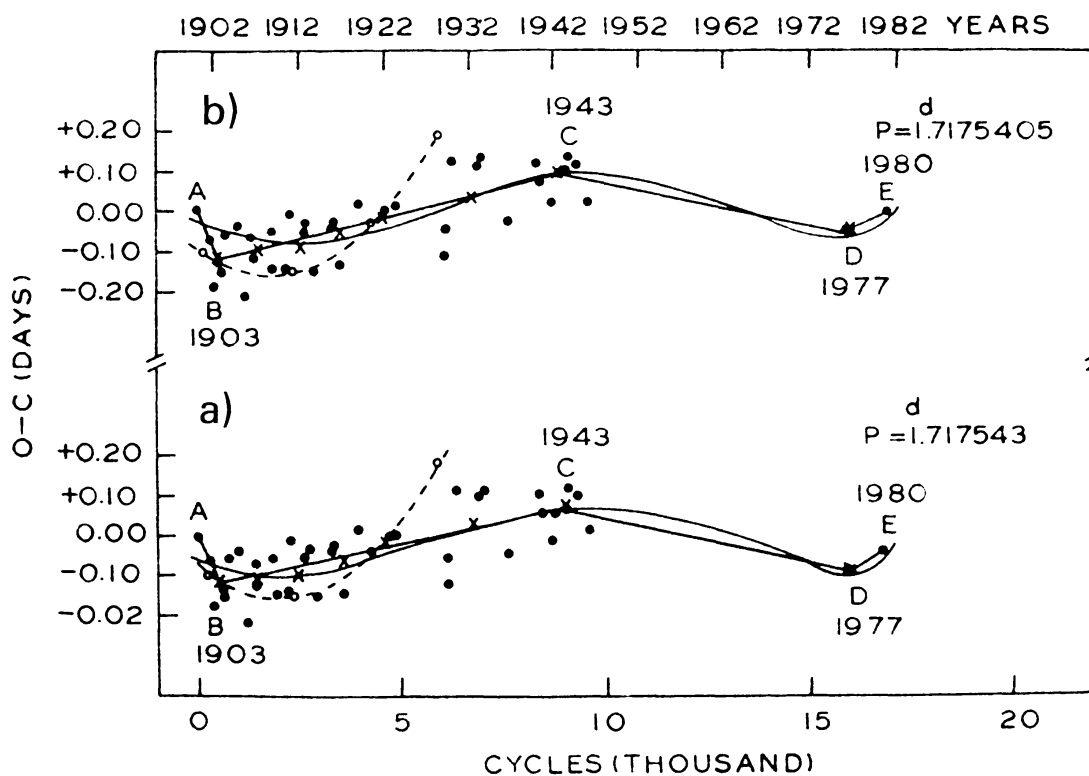 1902 1912 1922 1932 1942 1952 1962 1972 1982 YEARS
b)
1943
C
d
P=1.7175405
1980
E
+0.20
+0.10
0.00
−0.10
−0.20
A
B
1903
D
1977
O−C (DAYS)
a)
1943
C
d
P=1.717543
1980
E
+0.20
+0.10
0.00
−0.10
−0.02
A
B
1903
D
1977
0 5 10 15 20
CYCLES (THOUSAND)